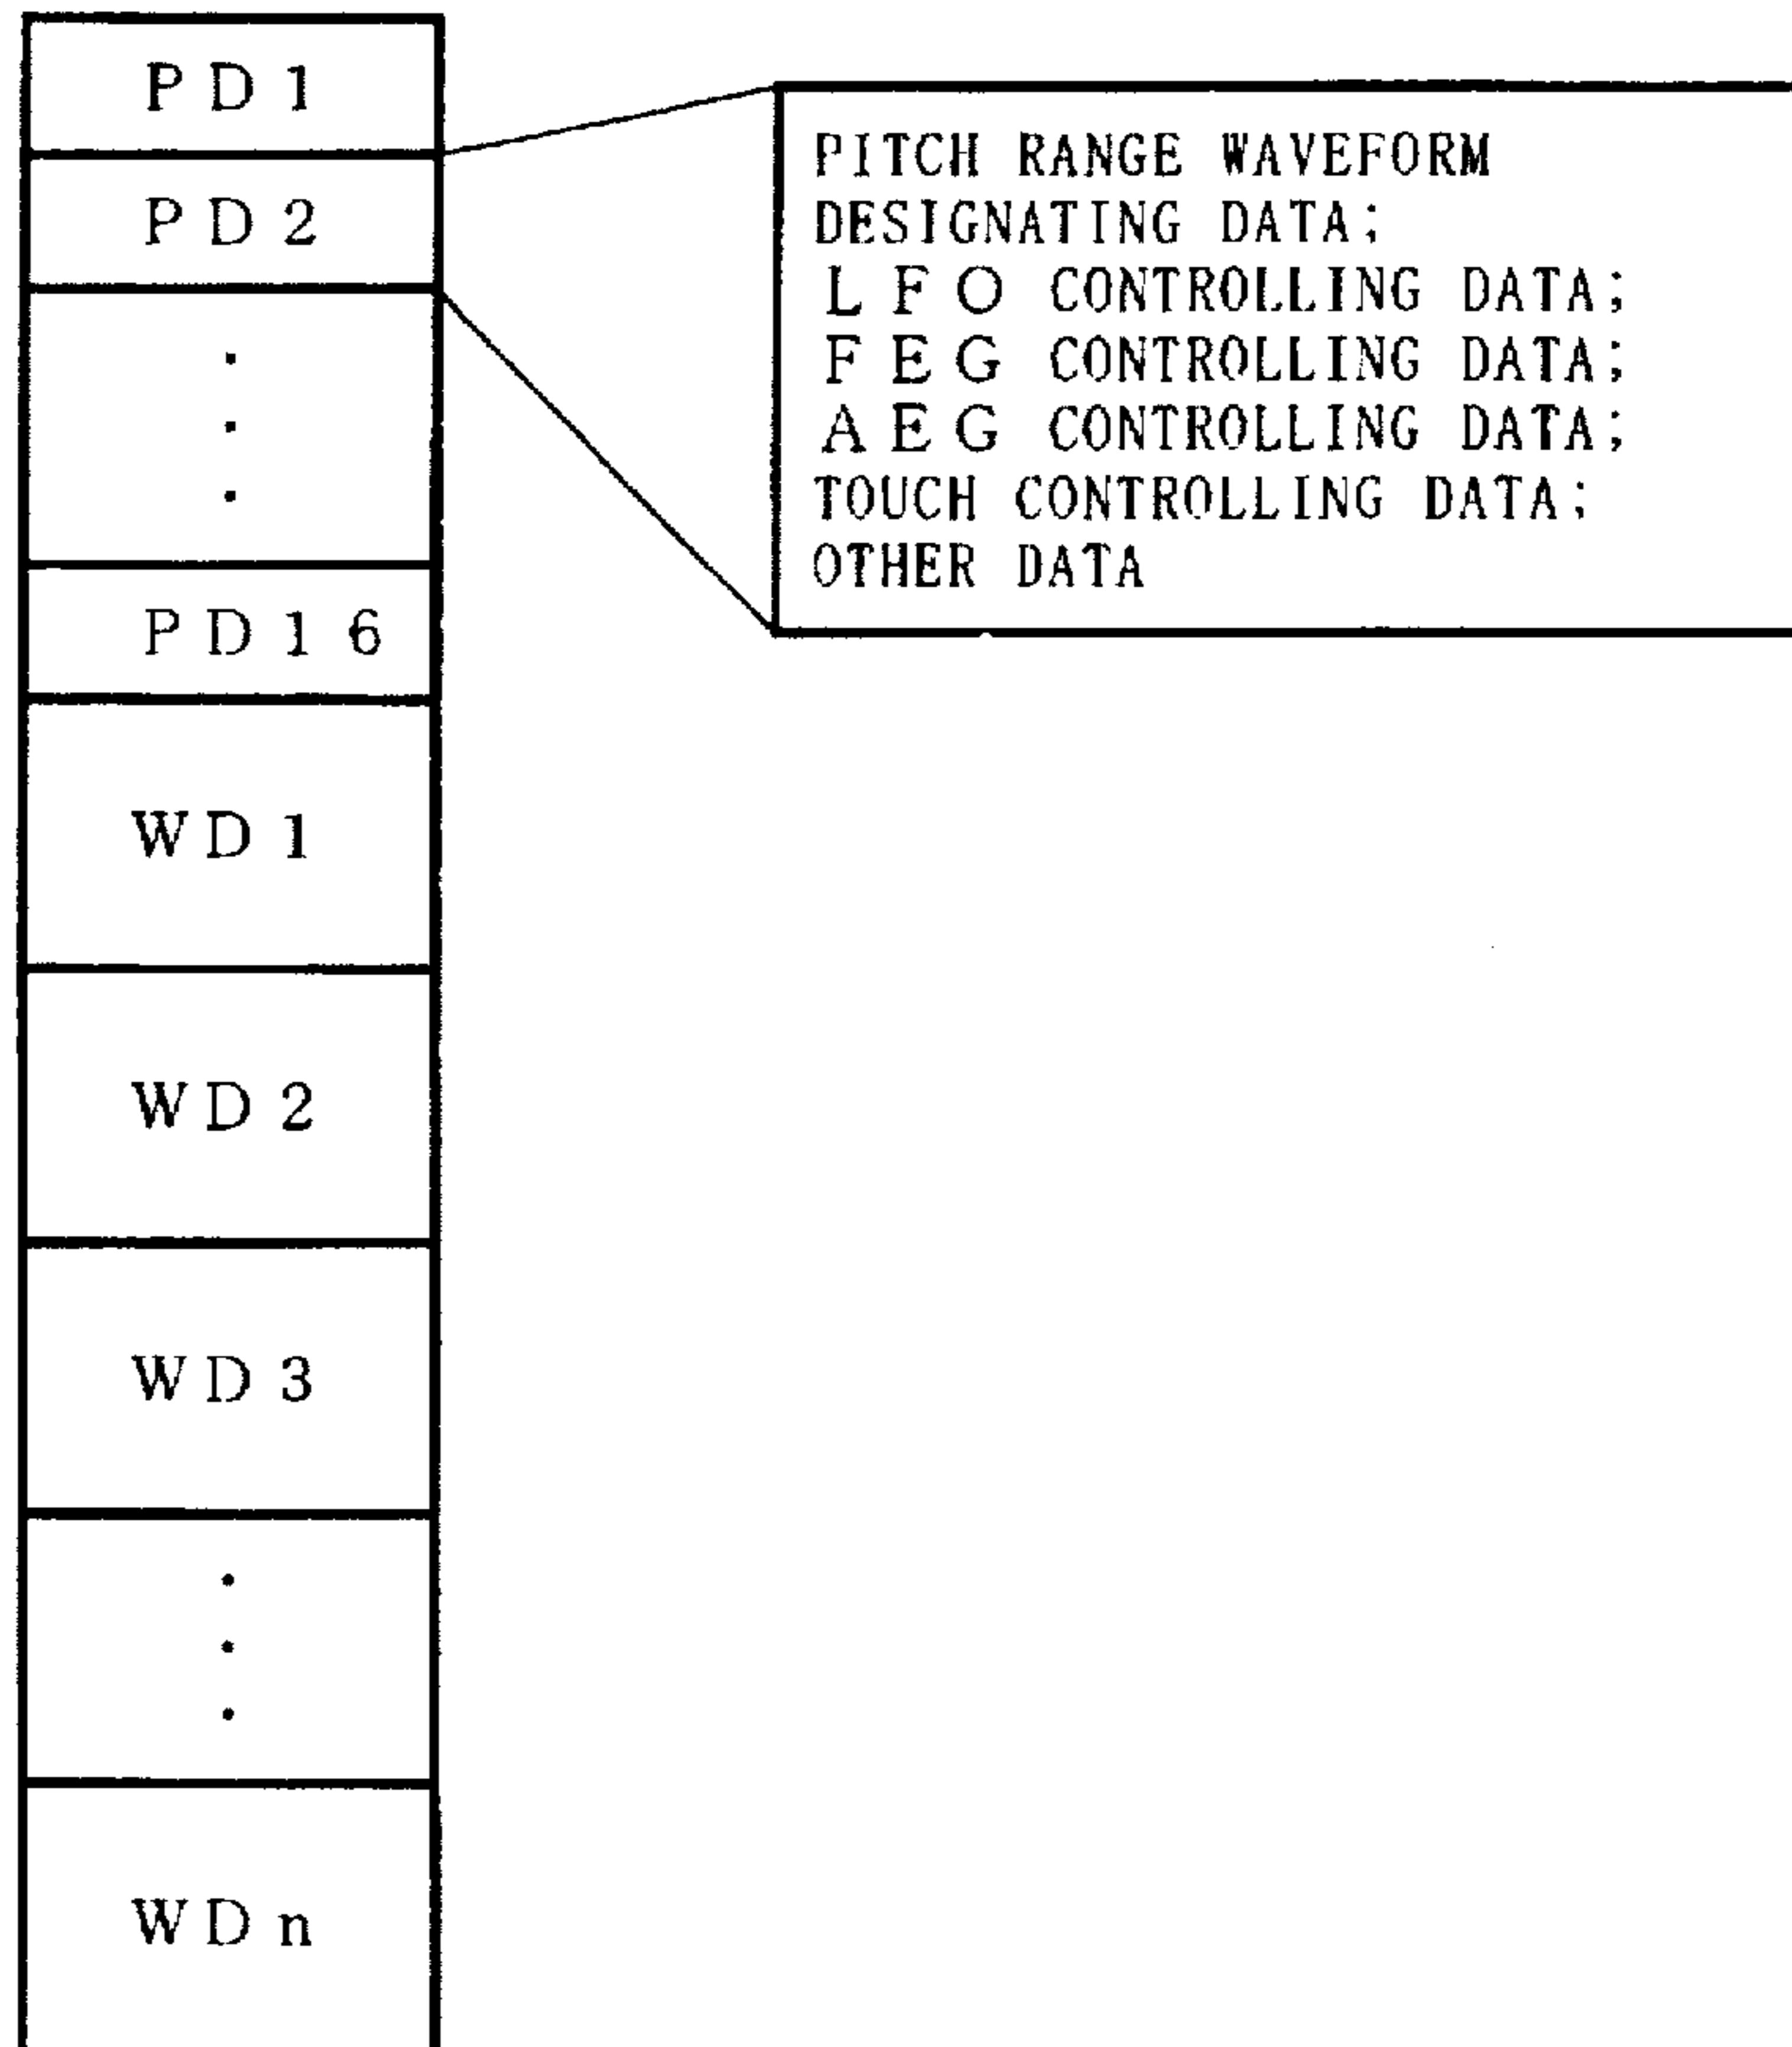 PD1
PD2
PD16
WD1
WD2
WD3
WDn
PITCH RANGE WAVEFORM
DESIGNATING DATA;
LFO CONTROLLING DATA;
FEG CONTROLLING DATA;
AEG CONTROLLING DATA;
TOUCH CONTROLLING DATA;
OTHER DATA